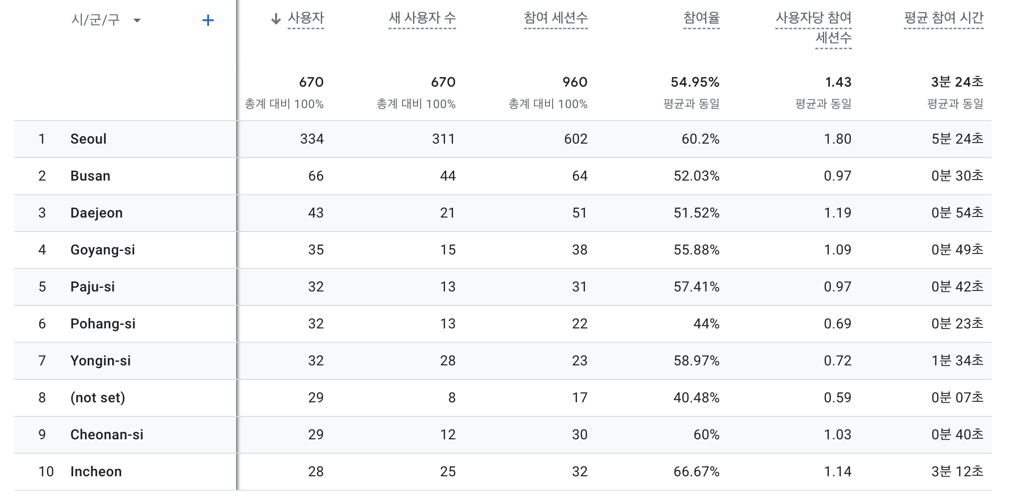 시/군/구 + ↓ 사용자 새 사용자 수 참여 세션수 참여율 사용자당 참여 평균 참여 시간
세션수
670 670 960 54.95% 1.43 3분 24초
총계 대비 100% 총계 대비 100% 총계 대비 100% 평균과 동일 평균과 동일 평균과 동일
1 Seoul 334 311 602 60.2% 1.80 5분 24초
2 Busan 66 44 64 52.03% 0.97 0분 30초
3 Daejeon 43 21 51 51.52% 1.19 0분 54초
4 Goyang-si 35 15 38 55.88% 1.09 0분 49초
5 Paju-si 32 13 31 57.41% 0.97 0분 42초
6 Pohang-si 32 13 22 44% 0.69 0분 23초
7 Yongin-si 32 28 23 58.97% 0.72 1분 34초
8 (not set) 29 8 17 40.48% 0.59 0분 07초
9 Cheonan-si 29 12 30 60% 1.03 0분 40초
10 Incheon 28 25 32 66.67% 1.14 3분 12초